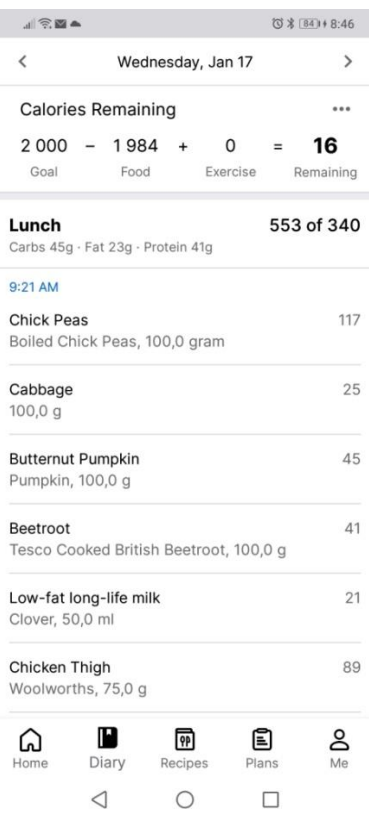 84 8:46
Wednesday, Jan 17
Calories Remaining
2 000 – 1 984 + 0 = 16
Goal Food Exercise Remaining
Lunch 553 of 340
Carbs 45g · Fat 23g · Protein 41g
9:21 AM
Chick Peas 117
Boiled Chick Peas, 100,0 gram
Cabbage 25
100,0 g
Butternut Pumpkin 45
Pumpkin, 100,0 g
Beetroot 41
Tesco Cooked British Beetroot, 100,0 g
Low-fat long-life milk 21
Clover, 50,0 ml
Chicken Thigh 89
Woolworths, 75,0 g
Home Diary Recipes Plans Me